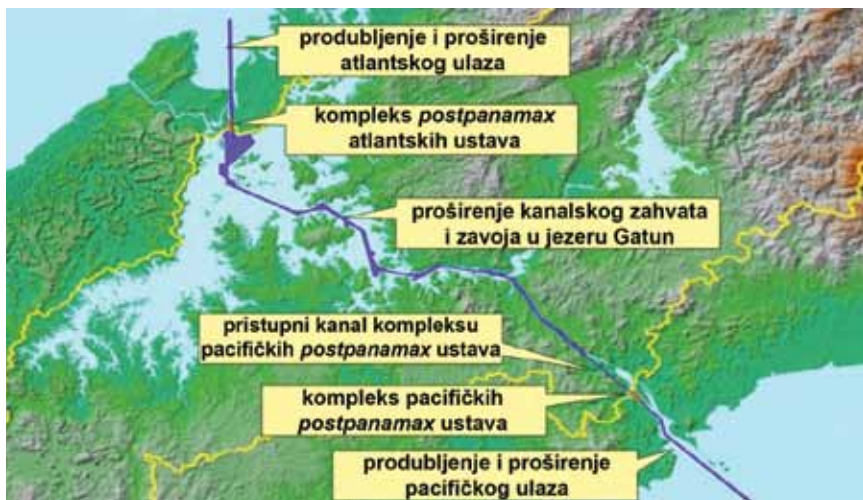 produbljenje i proširenje
atlantskog ulaza
kompleks postpanamax
atlantskih ustava
proširenje kanalskog zahvata
i zavoja u jezeru Gatun
pristupni kanal kompleksu
pacifičkih postpanamax ustava
kompleks pacifičkih
postpanamax ustava
produbljenje i proširenje
pacifičkog ulaza